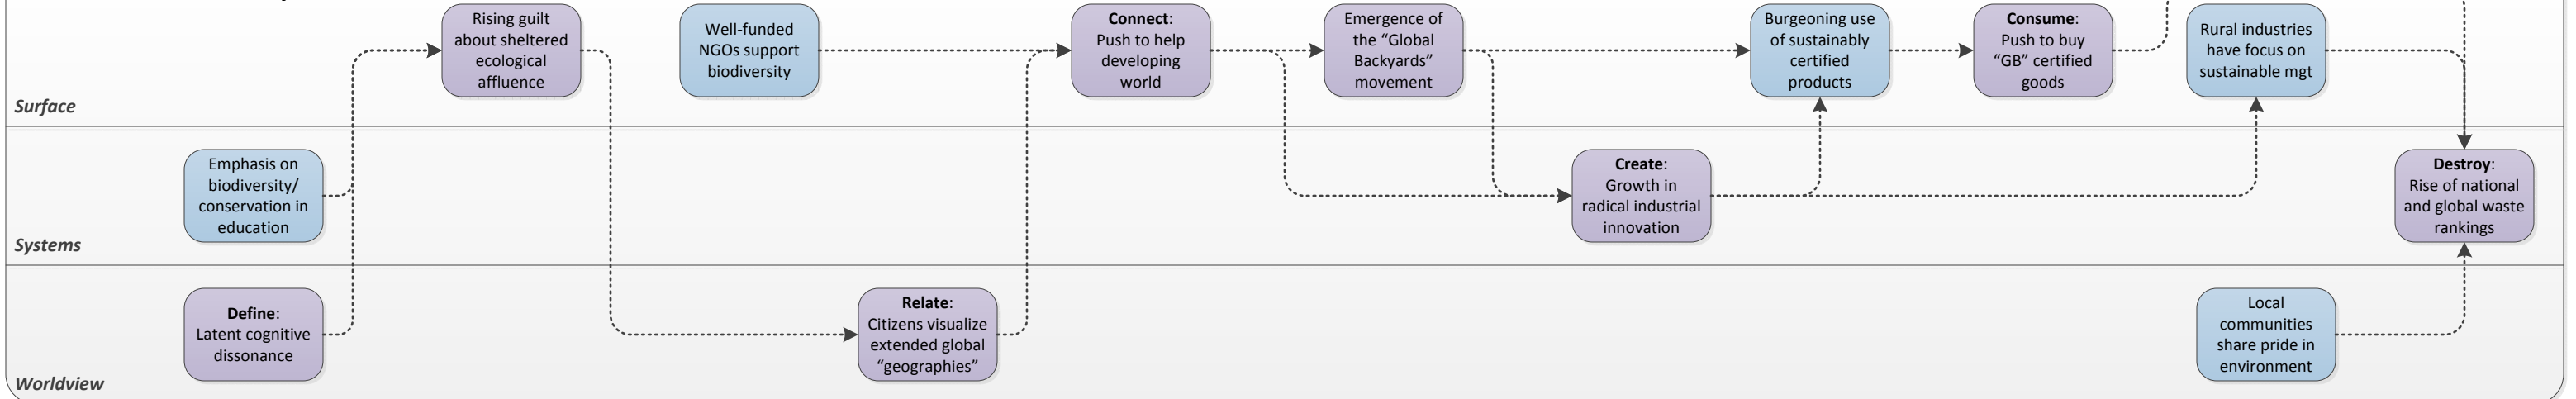 Rising guilt
about sheltered
ecological
affluence
Well-funded
NGOs support
biodiversity
Connect:
Push to help
developing
world
Emergence of
the “Global
Backyards”
movement
Burgeoning use
of sustainably
certified
products
Consume:
Push to buy
“GB” certified
goods
Rural industries
have focus on
sustainable mgt
Surface
Emphasis on
biodiversity/
conservation in
education
Create:
Growth in
radical industrial
innovation
Destroy:
Rise of national
and global waste
rankings
Systems
Define:
Latent cognitive
dissonance
Relate:
Citizens visualize
extended global
“geographies”
Local
communities
share pride in
environment
Worldview